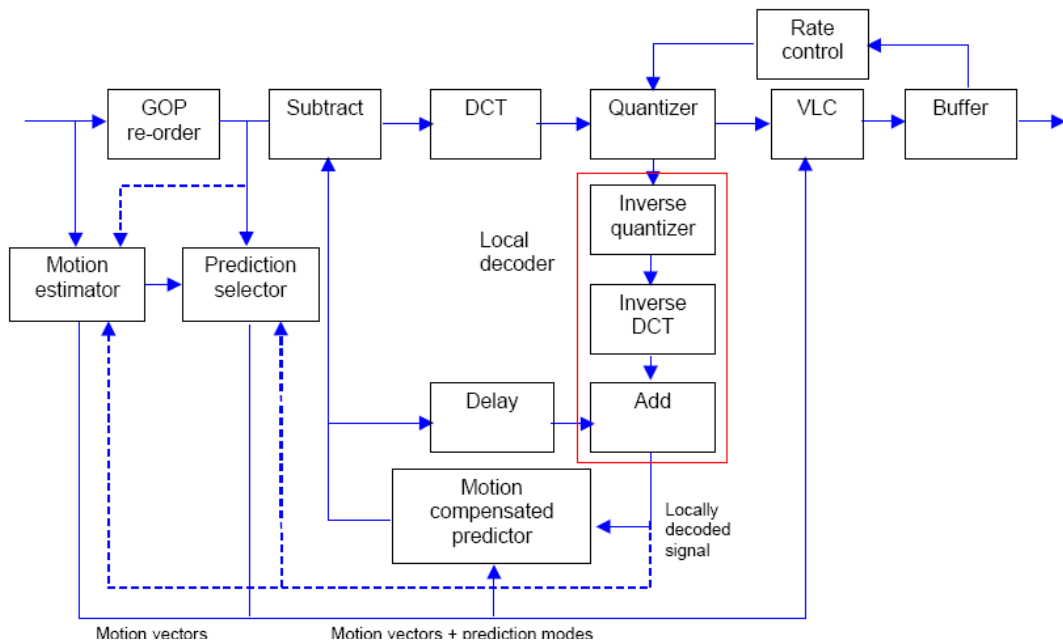 Rate
control
GOP
re-order
Subtract
DCT
Quantizer
VLC
Buffer
Inverse
quantizer
Local
decoder
Motion
estimator
Prediction
selector
Inverse
DCT
Delay
Add
Motion
compensated
predictor
Locally
decoded
signal
Motion vectors
Motion vectors + prediction modes